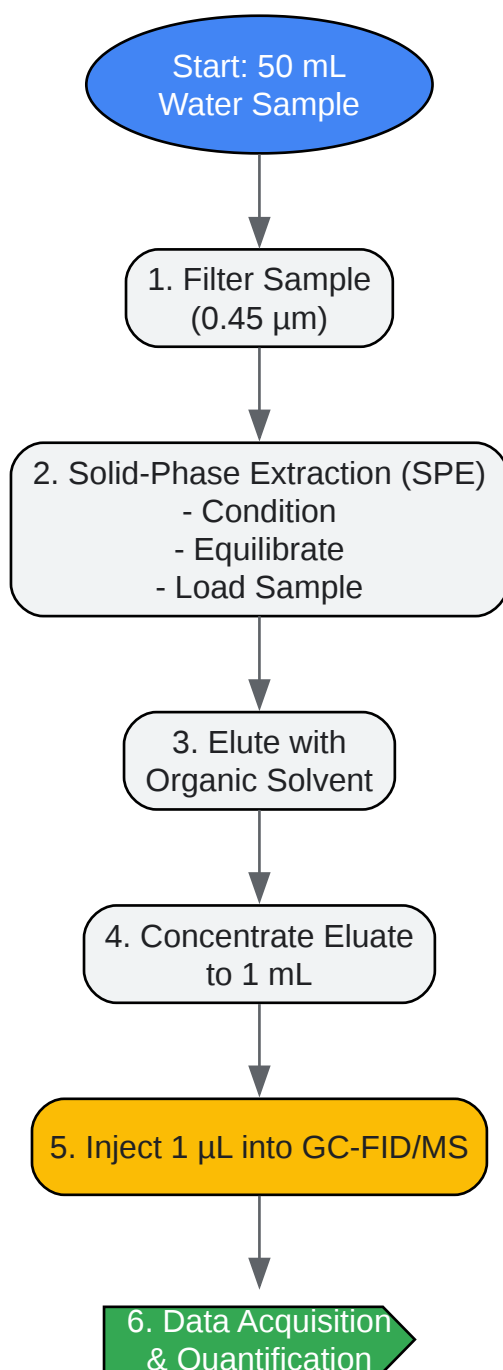 Start: 50 mL
Water Sample
1. Filter Sample
(0.45 µm)
2. Solid-Phase Extraction (SPE)
- Condition
- Equilibrate
- Load Sample
3. Elute with
Organic Solvent
4. Concentrate Eluate
to 1 mL
5. Inject 1 µL into GC-FID/MS
6. Data Acquisition
& Quantification